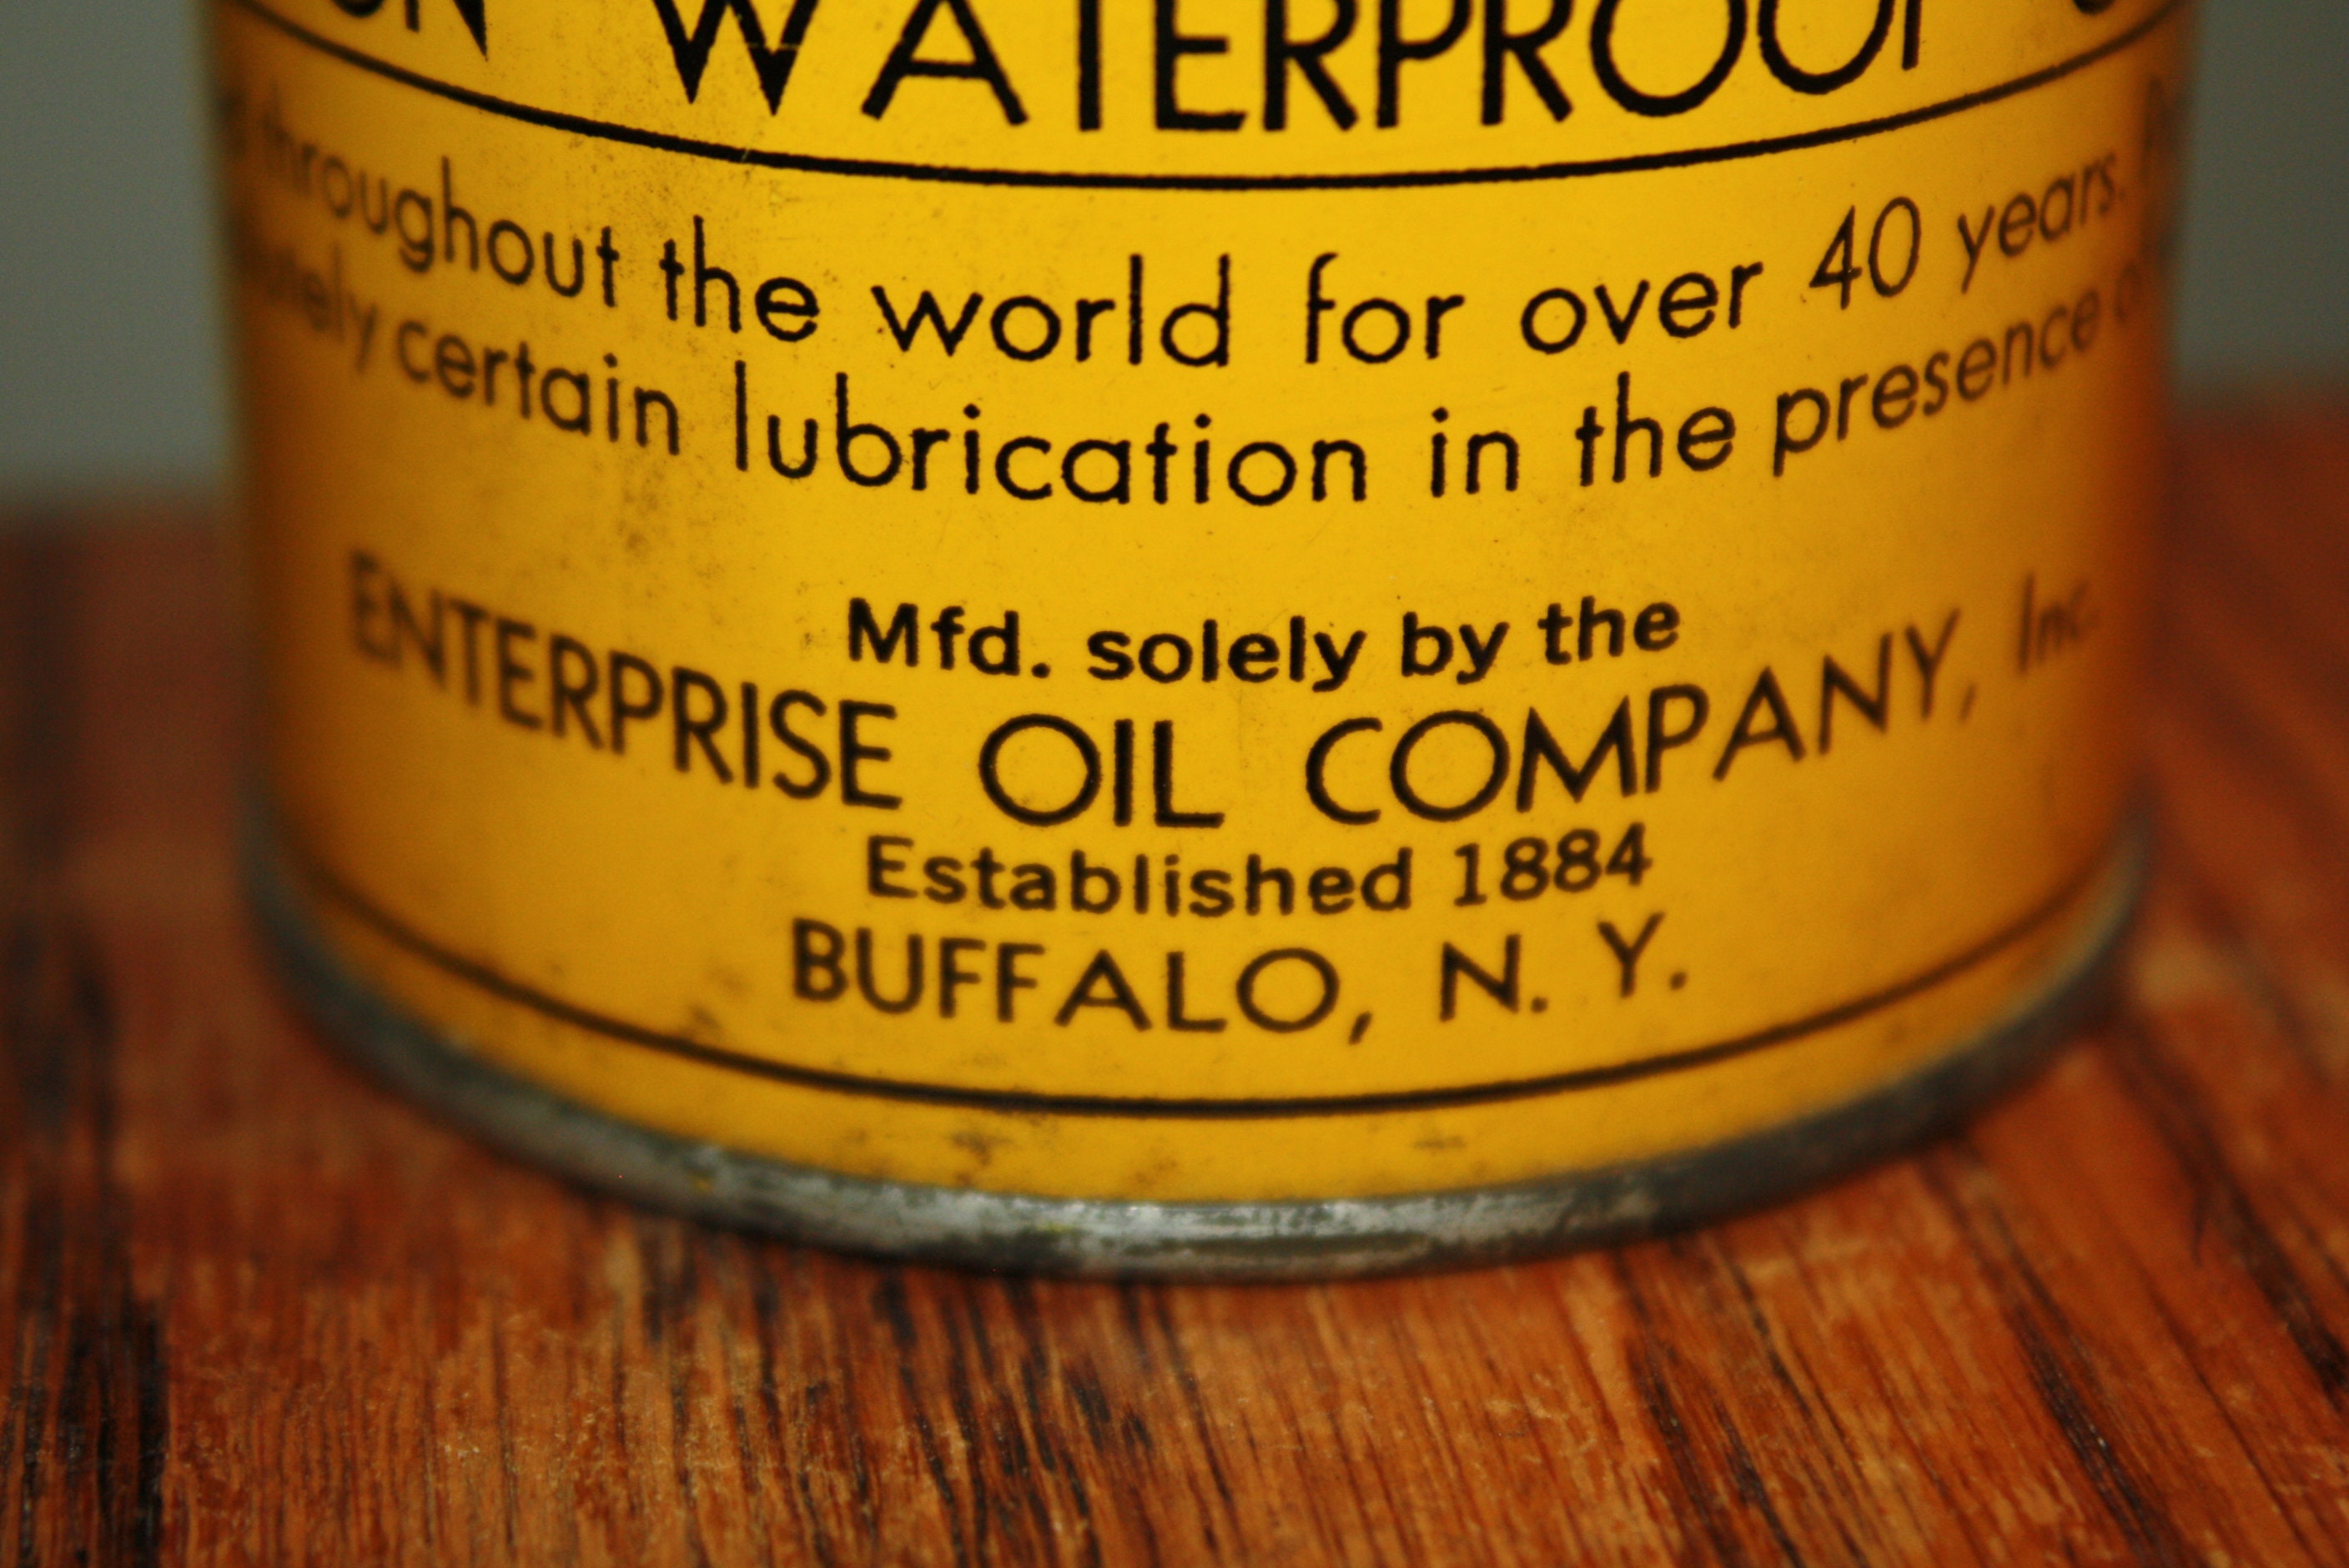 WATERPROOF
throughout the world for over 40 years.
certain lubrication in the presence
Mfd. solely by the
ENTERPRISE OIL COMPANY, Inc.
Established 1884
BUFFALO, N. Y.